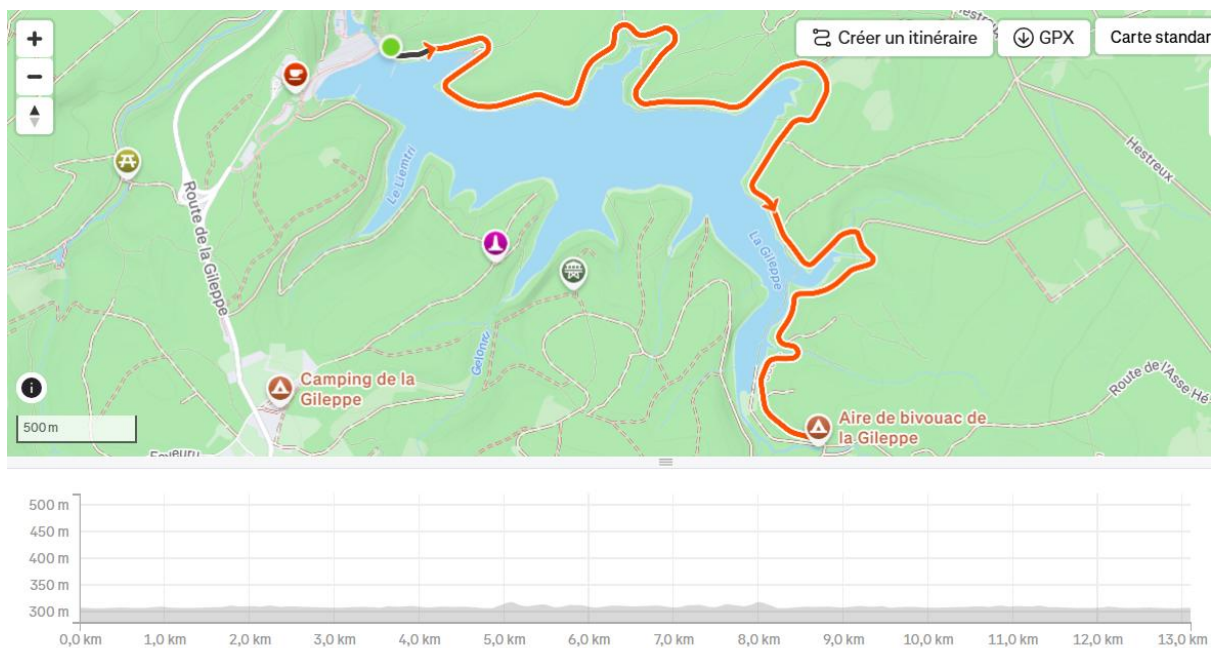 Hestreux
Créer un itinéraire
GPX
Carte standar
Hestreux
Le Liemtri
Route de la Gileppe
La Gileppe
Gelonru
Camping de la
Gileppe
Route de l'Asse Hé
Aire de bivouac de
la Gileppe
500 m
500 m
450 m
400 m
350 m
300 m
0,0 km
1,0 km
2,0 km
3,0 km
4,0 km
5,0 km
6,0 km
7,0 km
8,0 km
9,0 km
10,0 km
11,0 km
12,0 km
13,0 km